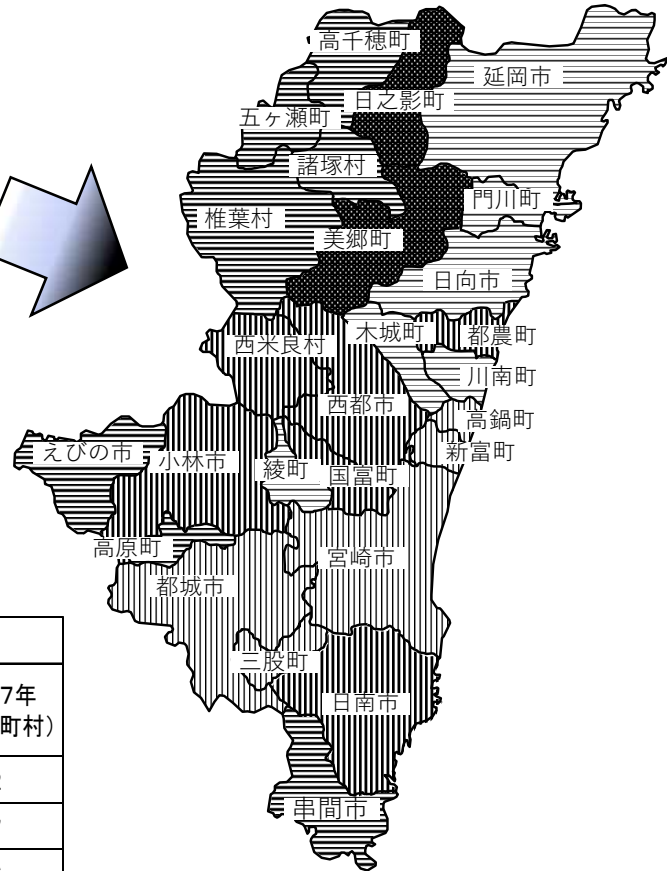 高千穂町
延岡市
日之影町
五ヶ瀬町
諸塚村
門川町
椎葉村
美郷町
日向市
木城町
都農町
西米良村
川南町
西都市
高鍋町
えびの市
小林市
綾町
国富町
新富町
高原町
宮崎市
都城市
三股町
日南市
串間市
7年
町村）